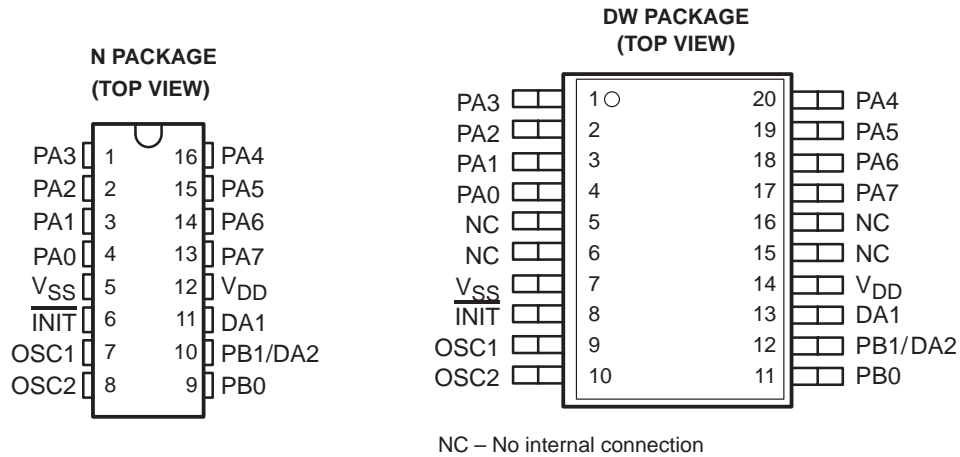 N PACKAGE
(TOP VIEW)
PA3 1 16 PA4
PA2 2 15 PA5
PA1 3 14 PA6
PA0 4 13 PA7
VSS 5 12 VDD
INIT 6 11 DA1
OSC1 7 10 PB1/DA2
OSC2 8 9 PB0
DW PACKAGE
(TOP VIEW)
PA3 1 20 PA4
PA2 2 19 PA5
PA1 3 18 PA6
PA0 4 17 PA7
NC 5 16 NC
NC 6 15 NC
VSS 7 14 VDD
INIT 8 13 DA1
OSC1 9 12 PB1/DA2
OSC2 10 11 PB0
NC – No internal connection